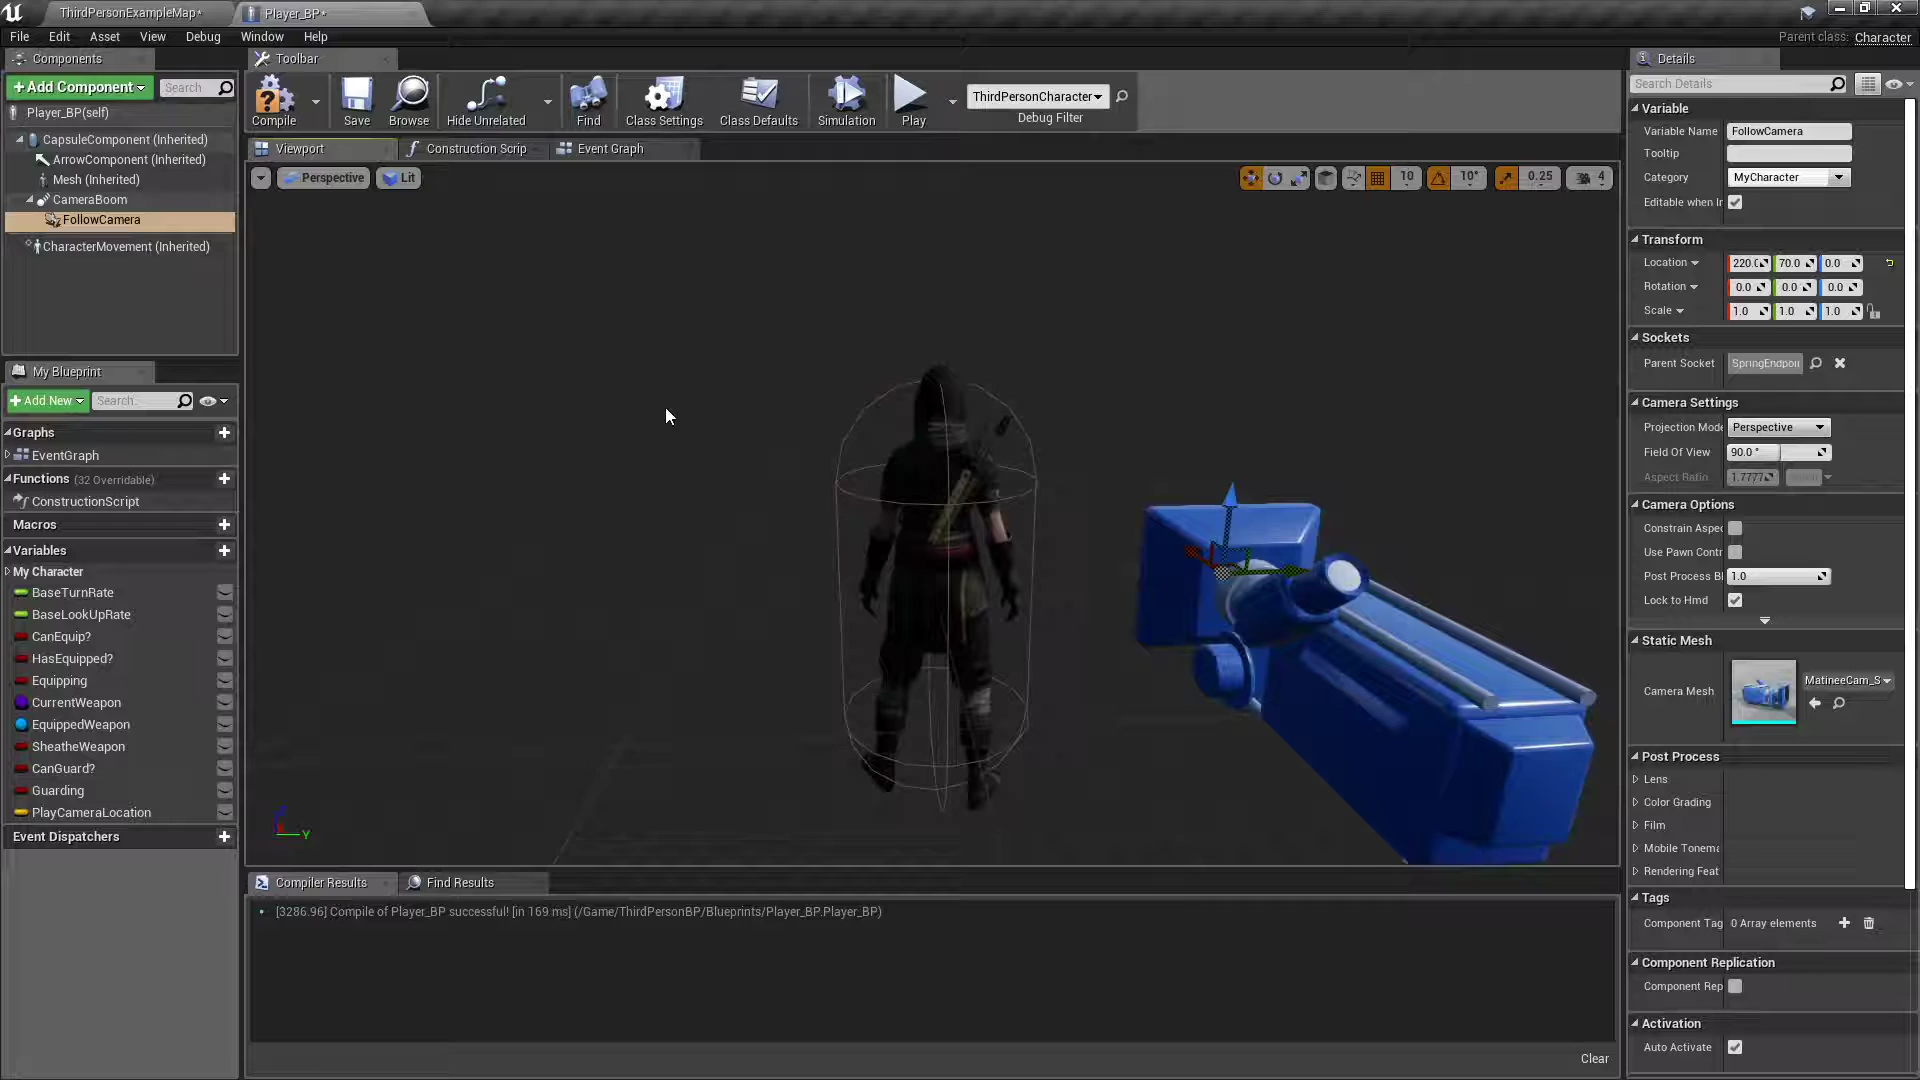 ThirdPersonExampleMap*
Player_BP*
File Edit Asset View Debug Window Help
Parent class: Character
Components
Toolbar
Details
+Add Component
Search
Player_BP(self)
CapsuleComponent (Inherited)
ArrowComponent (Inherited)
Mesh (Inherited)
CameraBoom
FollowCamera
CharacterMovement (Inherited)
Compile
Save
Browse
Hide Unrelated
Find
Class Settings
Class Defaults
Simulation
Play
ThirdPersonCharacter
Debug Filter
Viewport
Construction Scrip
Event Graph
Perspective
Lit
10
10°
0.25
4
Y
My Blueprint
+ Add New
Search
Graphs
EventGraph
Functions (32 Overridable)
ConstructionScript
Macros
Variables
My Character
BaseTurnRate
BaseLookUpRate
CanEquip?
HasEquipped?
Equipping
CurrentWeapon
EquippedWeapon
SheatheWeapon
CanGuard?
Guarding
PlayCameraLocation
Event Dispatchers
Compiler Results
Find Results
• [3286.96] Compile of Player_BP successful! [in 169 ms] (/Game/ThirdPersonBP/Blueprints/Player_BP.Player_BP)
Clear
Search Details
Variable
Variable Name FollowCamera
Tooltip
Category MyCharacter
Editable when Ir
Transform
Location 220.0 70.0 0.0
Rotation 0.0 0.0 0.0
Scale 1.0 1.0 1.0
Sockets
Parent Socket SpringEndpoi
Camera Settings
Projection Mode Perspective
Field Of View 90.0 °
Aspect Ratio 1.7777
Camera Options
Constrain Aspec
Use Pawn Contr
Post Process Bl 1.0
Lock to Hmd
Static Mesh
Camera Mesh MatineeCam_S
Post Process
Lens
Color Grading
Film
Mobile Tonema
Rendering Feat
Tags
Component Tag 0 Array elements
Component Replication
Component Rep
Activation
Auto Activate